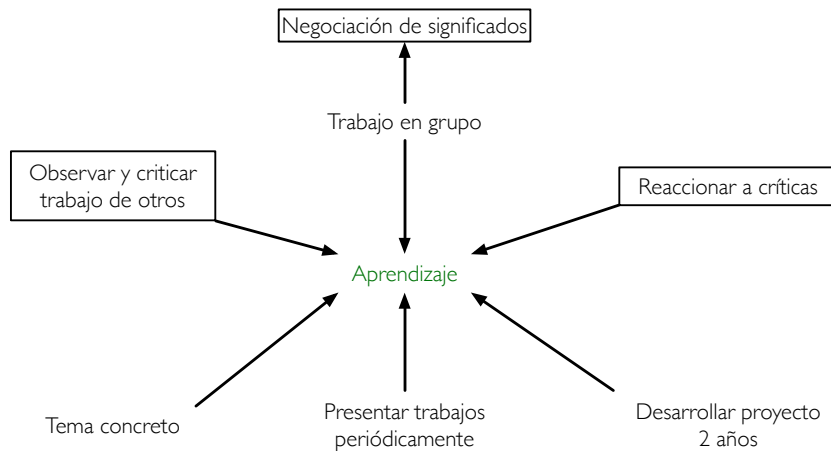 Negociación de significados
Trabajo en grupo
Observar y criticar
trabajo de otros
Reaccionar a críticas
Aprendizaje
Tema concreto
Presentar trabajos
periódicamente
Desarrollar proyecto
2 años